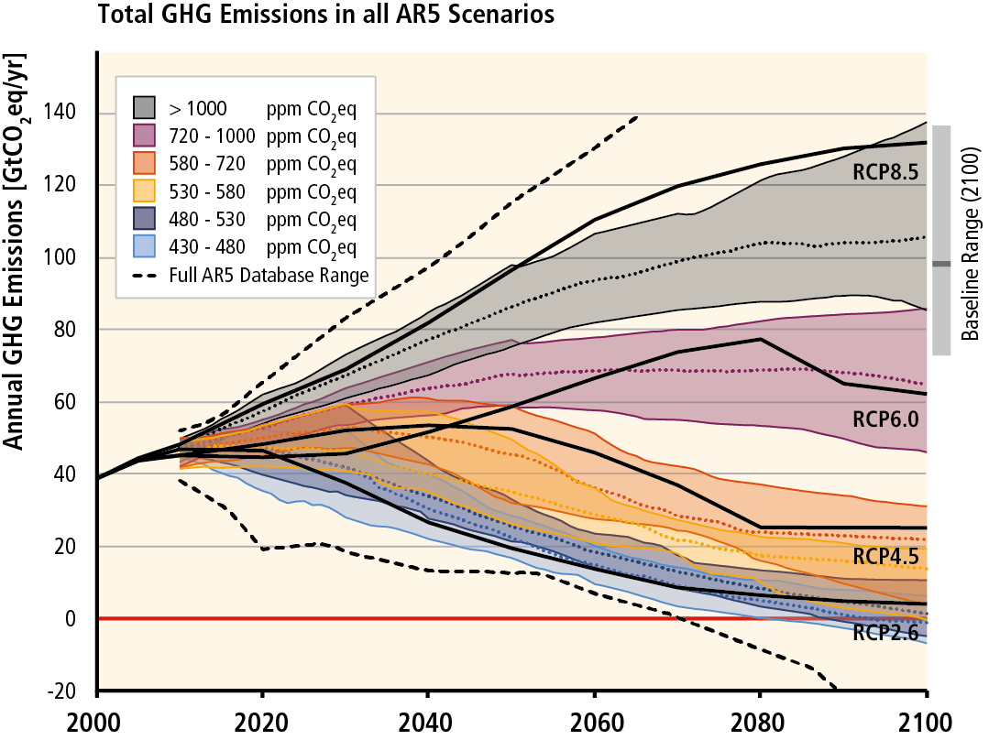 Total GHG Emissions in all AR5 Scenarios
Annual GHG Emissions [GtCO2eq/yr]
140
120
100
80
60
40
20
0
-20
> 1000 ppm CO2eq
720 - 1000 ppm CO2eq
580 - 720 ppm CO2eq
530 - 580 ppm CO2eq
480 - 530 ppm CO2eq
430 - 480 ppm CO2eq
Full AR5 Database Range
RCP8.5
RCP6.0
RCP4.5
RCP2.6
Baseline Range (2100)
2000 2020 2040 2060 2080 2100